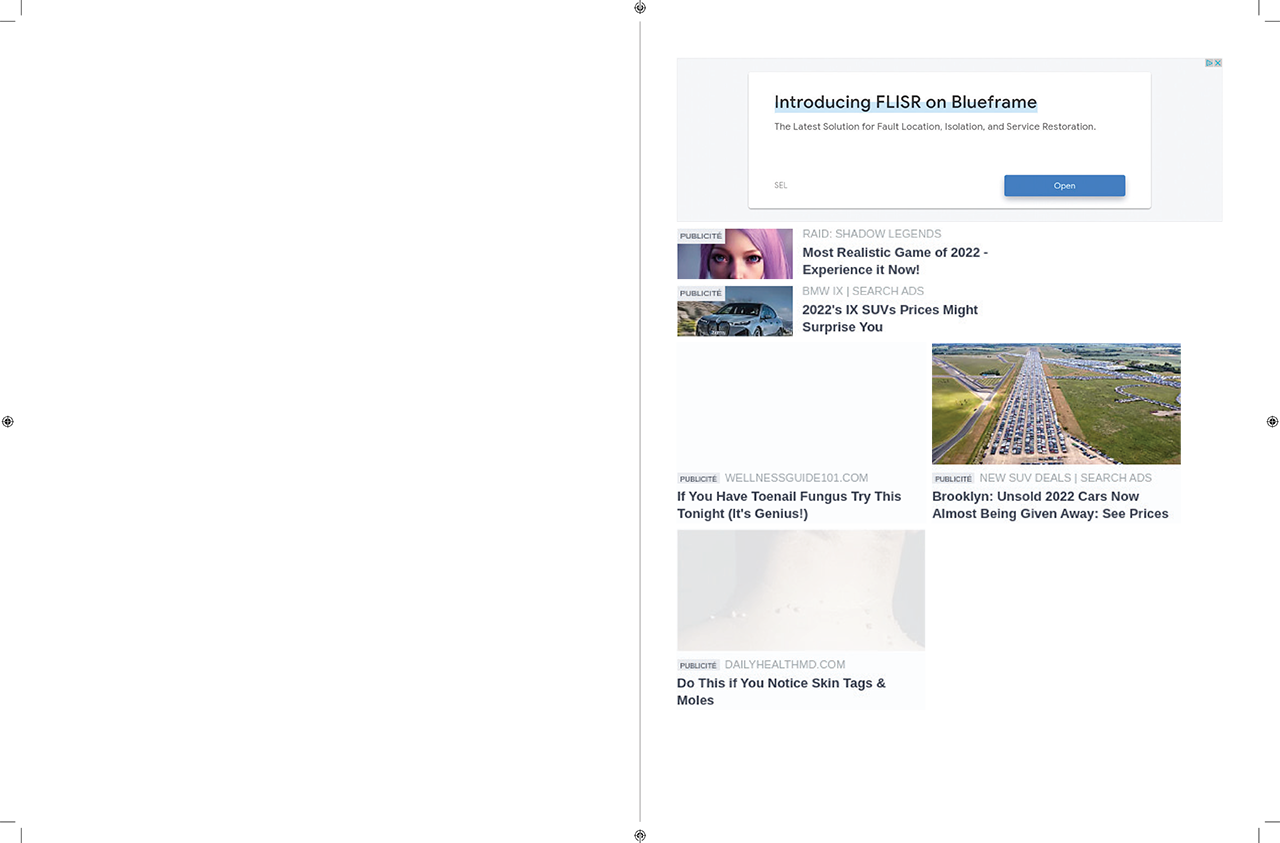 Introducing FLISR on Blueframe
The Latest Solution for Fault Location, Isolation, and Service Restoration.
SEL
Open
PUBLICITÉ
RAID: SHADOW LEGENDS
Most Realistic Game of 2022 -
Experience it Now!
PUBLICITÉ
BMW IX | SEARCH ADS
2022's IX SUVs Prices Might
Surprise You
PUBLICITÉ WELLNESSGUIDE101.COM
If You Have Toenail Fungus Try This
Tonight (It's Genius!)
PUBLICITÉ NEW SUV DEALS | SEARCH ADS
Brooklyn: Unsold 2022 Cars Now
Almost Being Given Away: See Prices
PUBLICITÉ DAILYHEALTHMD.COM
Do This if You Notice Skin Tags &
Moles